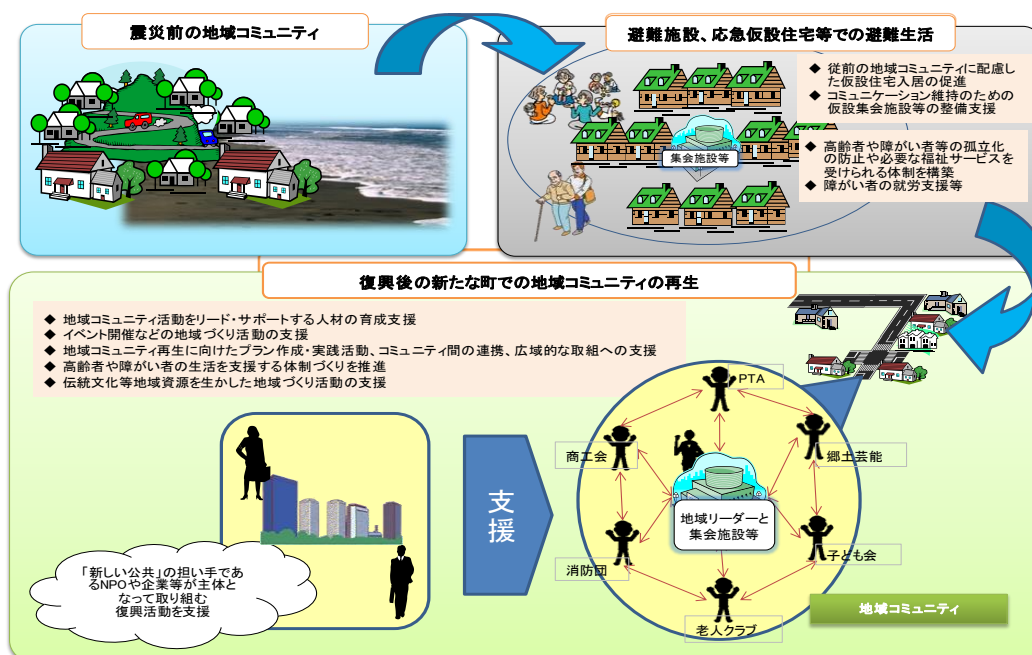 震災前の地域コミュニティ
避難施設、応急仮設住宅等での避難生活
◆ 従前の地域コミュニティに配慮し
た仮設住宅入居の促進
◆ コミュニケーション維持のための
仮設集会施設等の整備支援
◆ 高齢者や障がい者等の孤立化
の防止や必要な福祉サービスを
受けられる体制を構築
◆ 障がい者の就労支援等
集会施設等
復興後の新たな町での地域コミュニティの再生
◆ 地域コミュニティ活動をリード・サポートする人材の育成支援
◆ イベント開催などの地域づくり活動の支援
◆ 地域コミュニティ再生に向けたプラン作成・実践活動、コミュニティ間の連携、広域的な取組への支援
◆ 高齢者や障がい者の生活を支援する体制づくりを推進
◆ 伝統文化等地域資源を生かした地域づくり活動の支援
「新しい公共」の担い手であ
るNPOや企業等が主体と
なって取り組む
復興活動を支援
支援
PTA
商工会
郷土芸能
地域リーダーと
集会施設等
消防団
子ども会
老人クラブ
地域コミュニティ